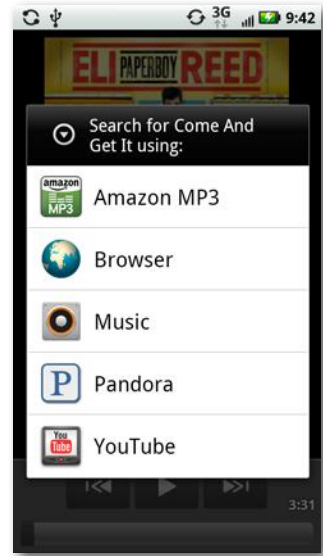 3G 9:42
ELI PAPERBOY REED
Search for Come And
Get It using:
amazon
MP3
Amazon MP3
Browser
Music
P
Pandora
You
Tube
YouTube
3:31